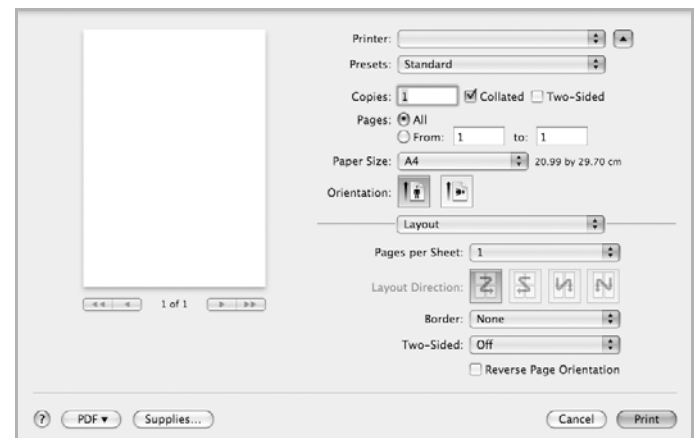 Printer:
Presets: Standard
Copies: 1 Collated Two-Sided
Pages: All
From: 1 to: 1
Paper Size: A4 20.99 by 29.70 cm
Orientation:
Layout
Pages per Sheet: 1
Layout Direction:
Border: None
Two-Sided: Off
Reverse Page Orientation
1 of 1
? PDF Supplies... Cancel Print